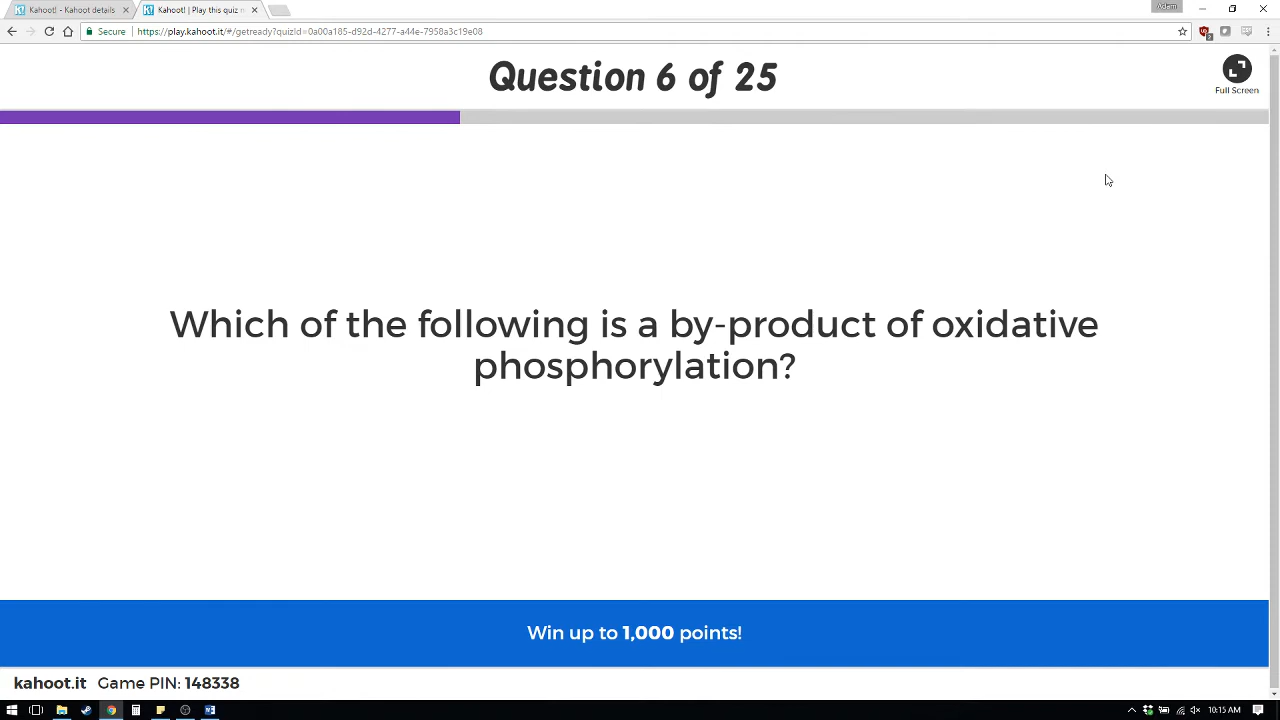 Adam
Kahoot! - Kahoot details
Kahoot! | Play this quiz n
Secure
https://play.kahoot.it/#/getready?quizId=0a00a185-d92d-4277-a44e-7958a3c19e08
Question 6 of 25
Full Screen
Which of the following is a by-product of oxidative
phosphorylation?
Win up to 1,000 points!
kahoot.it Game PIN: 148338
10:15 AM